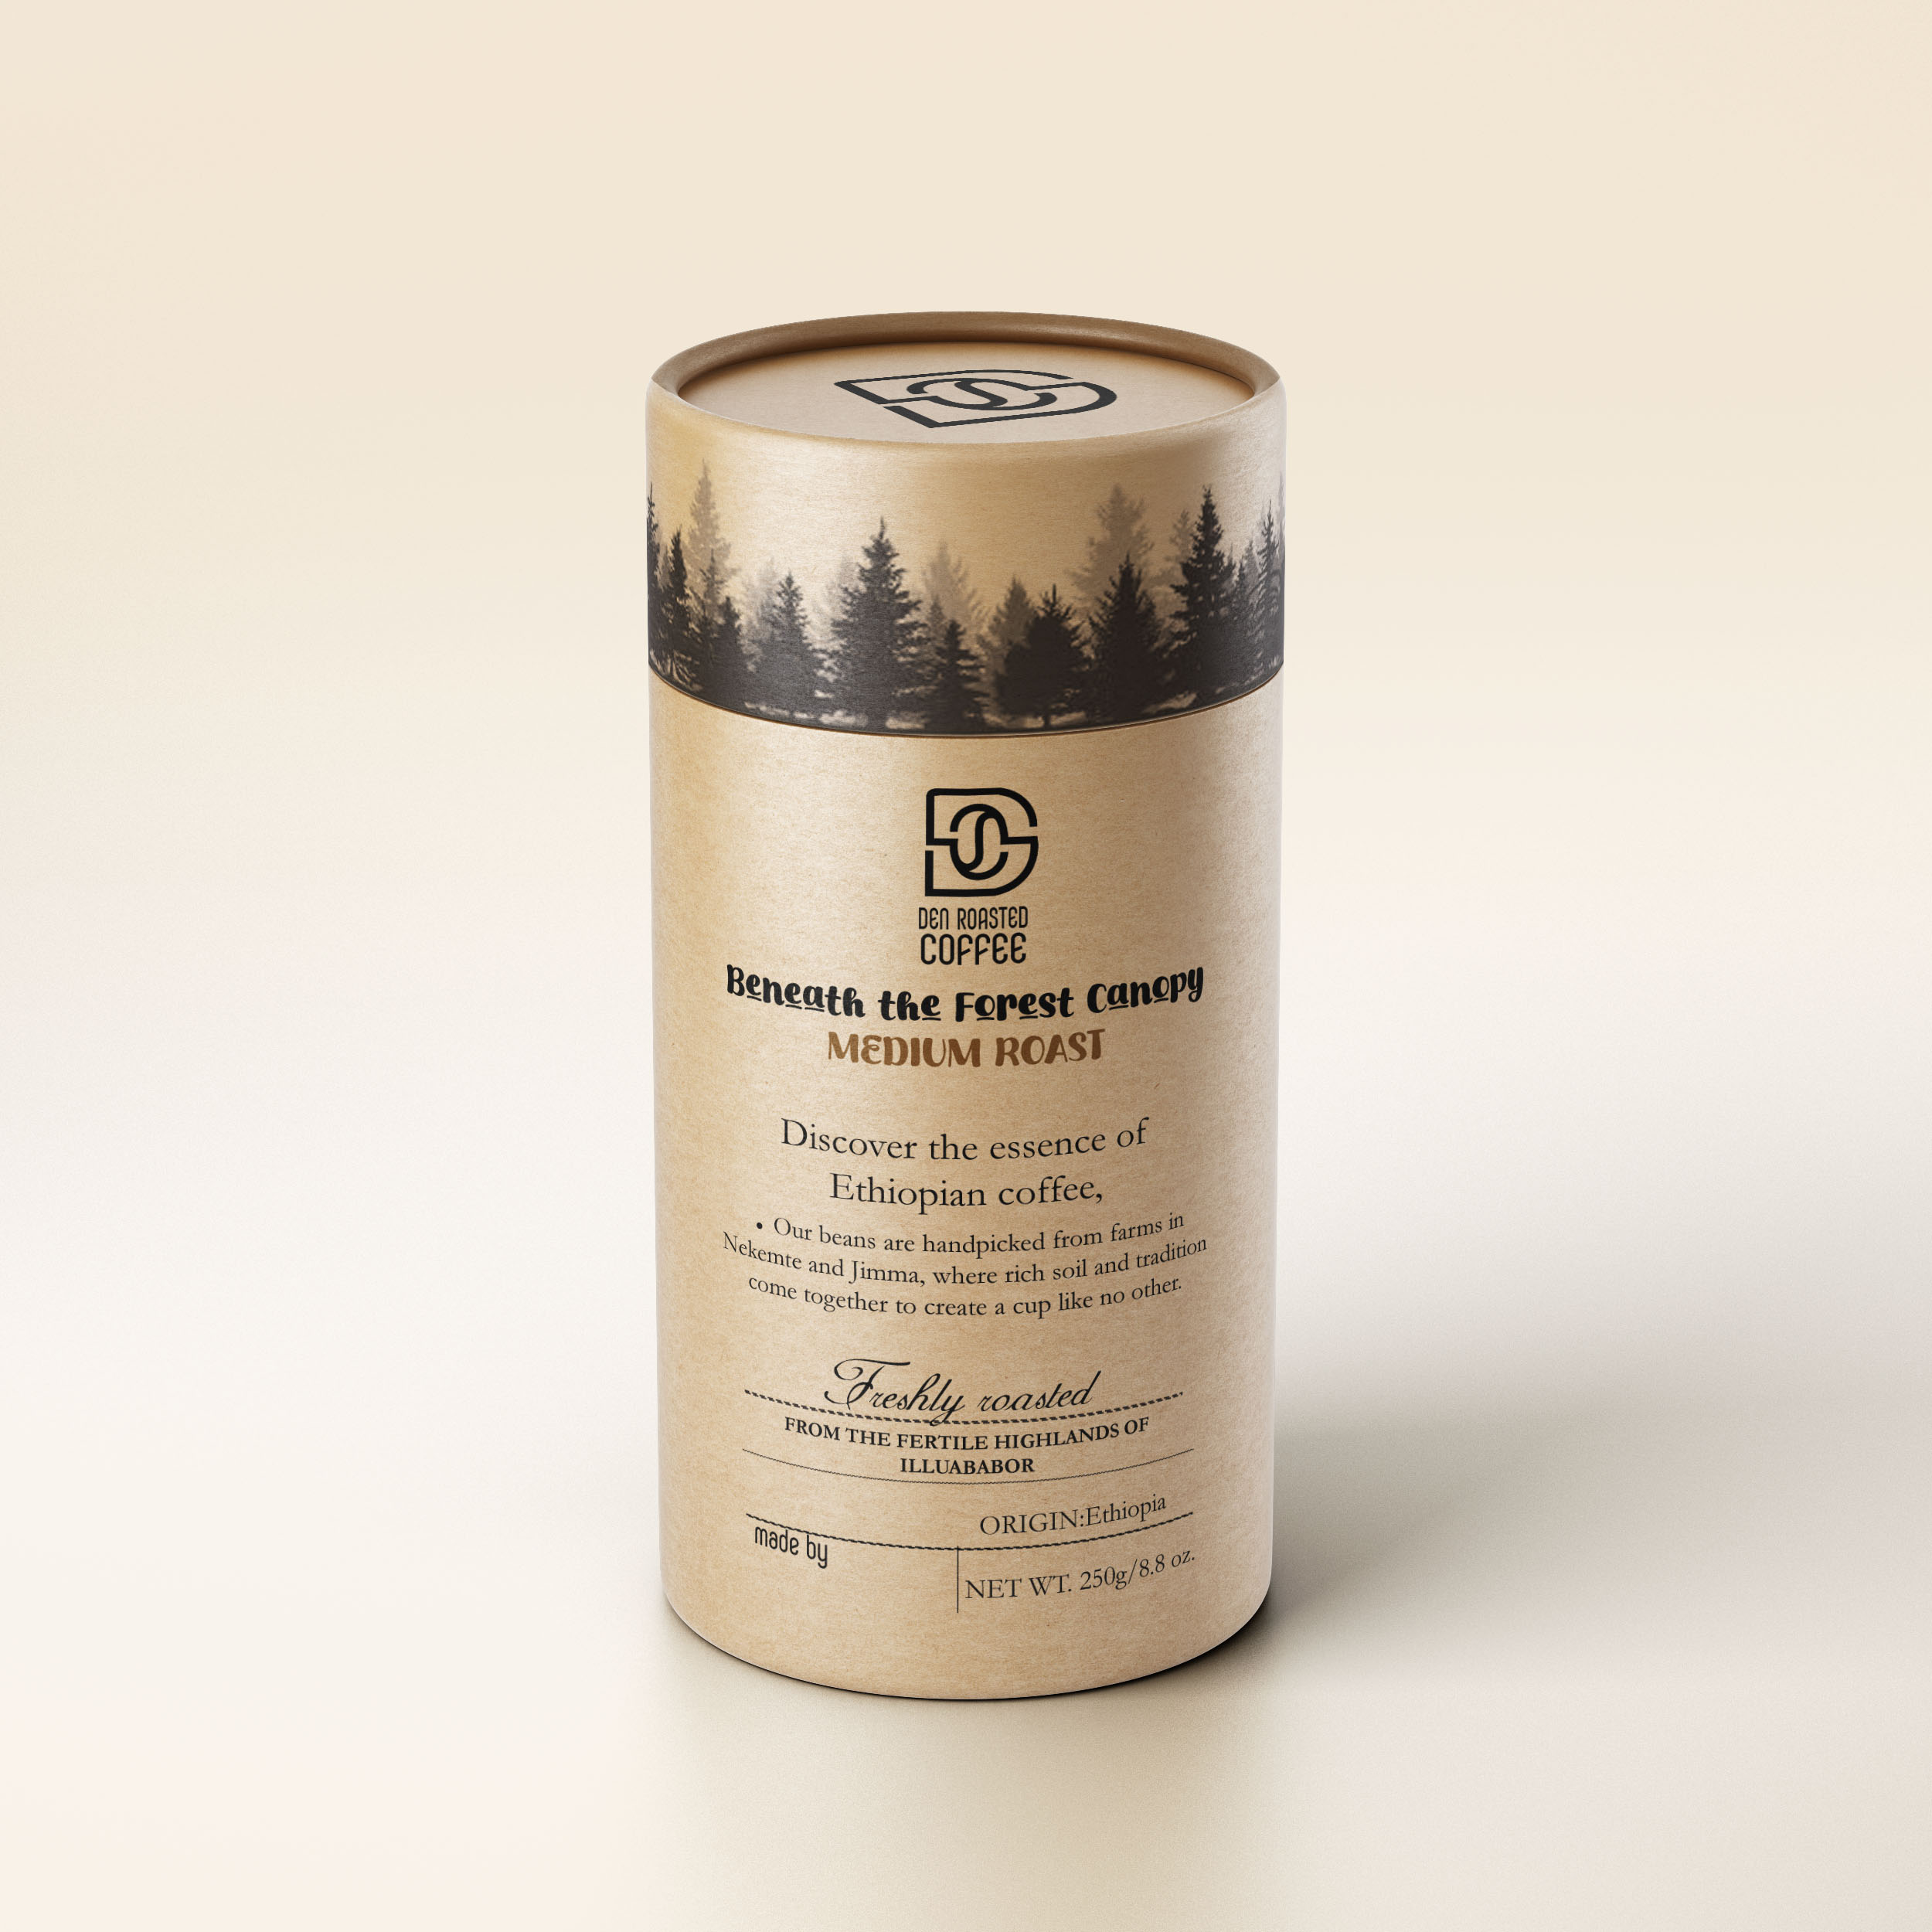 DEN ROASTED
COFFEE
Beneath the Forest Canopy
MEDIUM ROAST
Discover the essence of
Ethiopian coffee,
• Our beans are handpicked from farms in
Nekemte and Jimma, where rich soil and tradition
come together to create a cup like no other.
Freshly roasted
FROM THE FERTILE HIGHLANDS OF
ILLUABABOR
ORIGIN:Ethiopia
made by
NET WT. 250g/8.8 oz.